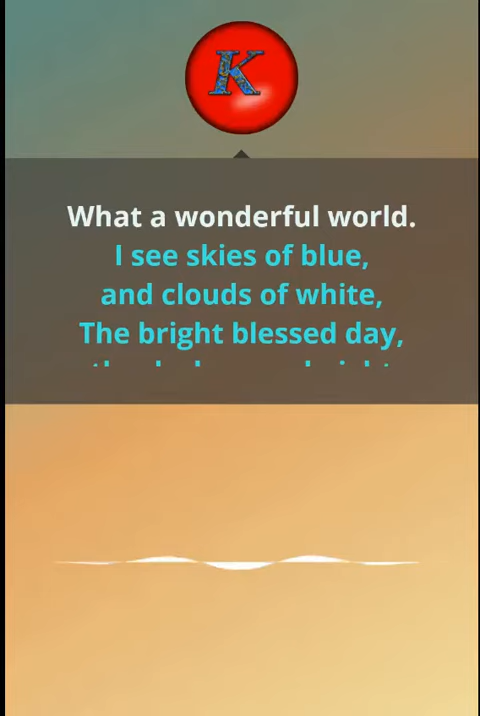 K
What a wonderful world.
I see skies of blue,
and clouds of white,
The bright blessed day,